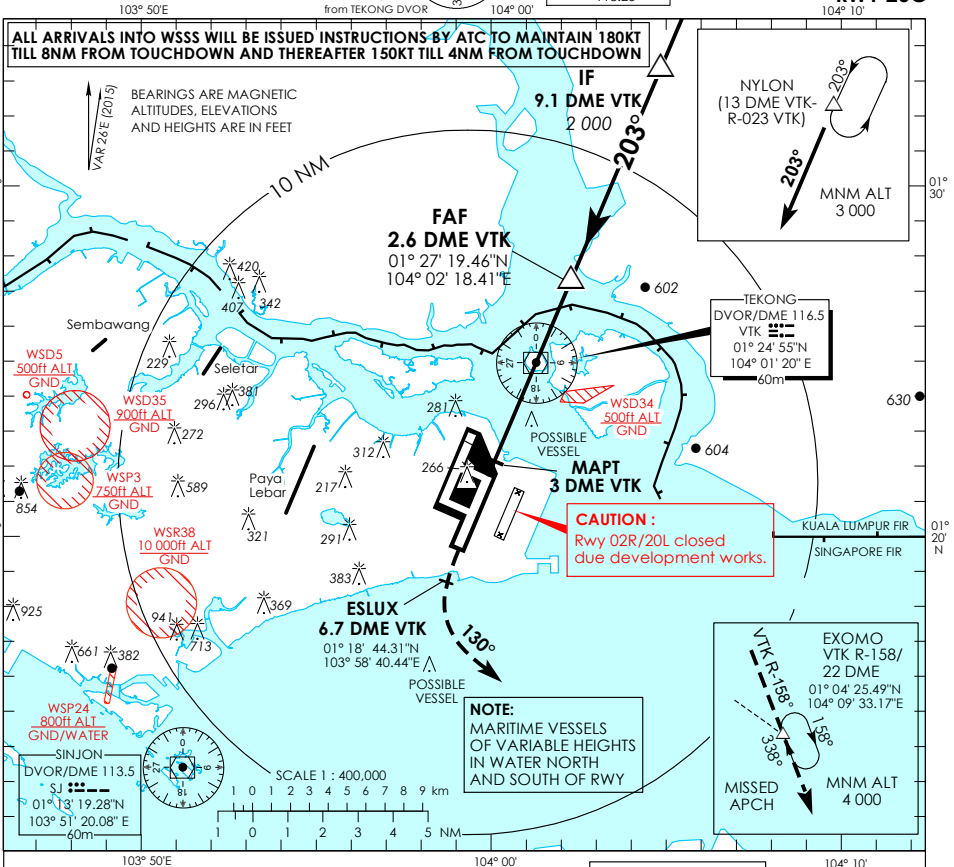 103° 50'E
from TEKONG DVOR
104° 00'
104° 10'
ALL ARRIVALS INTO WSSS WILL BE ISSUED INSTRUCTIONS BY ATC TO MAINTAIN 180KT
TILL 8NM FROM TOUCHDOWN AND THEREAFTER 150KT TILL 4NM FROM TOUCHDOWN
VAR 26'E (2015)
BEARINGS ARE MAGNETIC
ALTITUDES, ELEVATIONS
AND HEIGHTS ARE IN FEET
IF
9.1 DME VTK
2 000
203°
NYLON
(13 DME VTK-
R-023 VTK)
203°
203°
MNM ALT
3 000
10 NM
01°
30'
FAF
2.6 DME VTK
01° 27' 19.46"N
104° 02' 18.41"E
420
407
342
602
TEKONG
DVOR/DME 116.5
VTK
01° 24' 55"N
104° 01' 20" E
60m
Sembawang
229
Seletar
0
9
18
27
WSD5
500ft ALT
GND
WSD35
900ft ALT
GND
296
381
281
WSD34
500ft ALT
GND
630
POSSIBLE
VESSEL
272
312
604
WSP3
750ft ALT
GND
589
Paya
Lebar
217
266
MAPT
3 DME VTK
854
321
291
CAUTION :
Rwy 02R/20L closed
due development works.
KUALA LUMPUR FIR
SINGAPORE FIR
01°
20'
N
WSR38
10 000ft ALT
GND
383
925
941
713
369
ESLUX
6.7 DME VTK
01° 18' 44.31"N
103° 58' 40.44"E
130°
POSSIBLE
VESSEL
661
382
WSP24
800ft ALT
GND/WATER
NOTE:
MARITIME VESSELS
OF VARIABLE HEIGHTS
IN WATER NORTH
AND SOUTH OF RWY
VTK R-158°
EXOMO
VTK R-158/
22 DME
01° 04' 25.49"N
104° 09' 33.17"E
158°
338°
MISSED
APCH
MNM ALT
4 000
SINJON
DVOR/DME 113.5
SJ
01° 13' 19.28"N
103° 51' 20.08" E
60m
0
9
18
27
SCALE 1 : 400,000
1 0 1 2 3 4 5 6 7 8 9 km
1 0 1 2 3 4 5 NM
103° 50'E
104° 00'
104° 10'